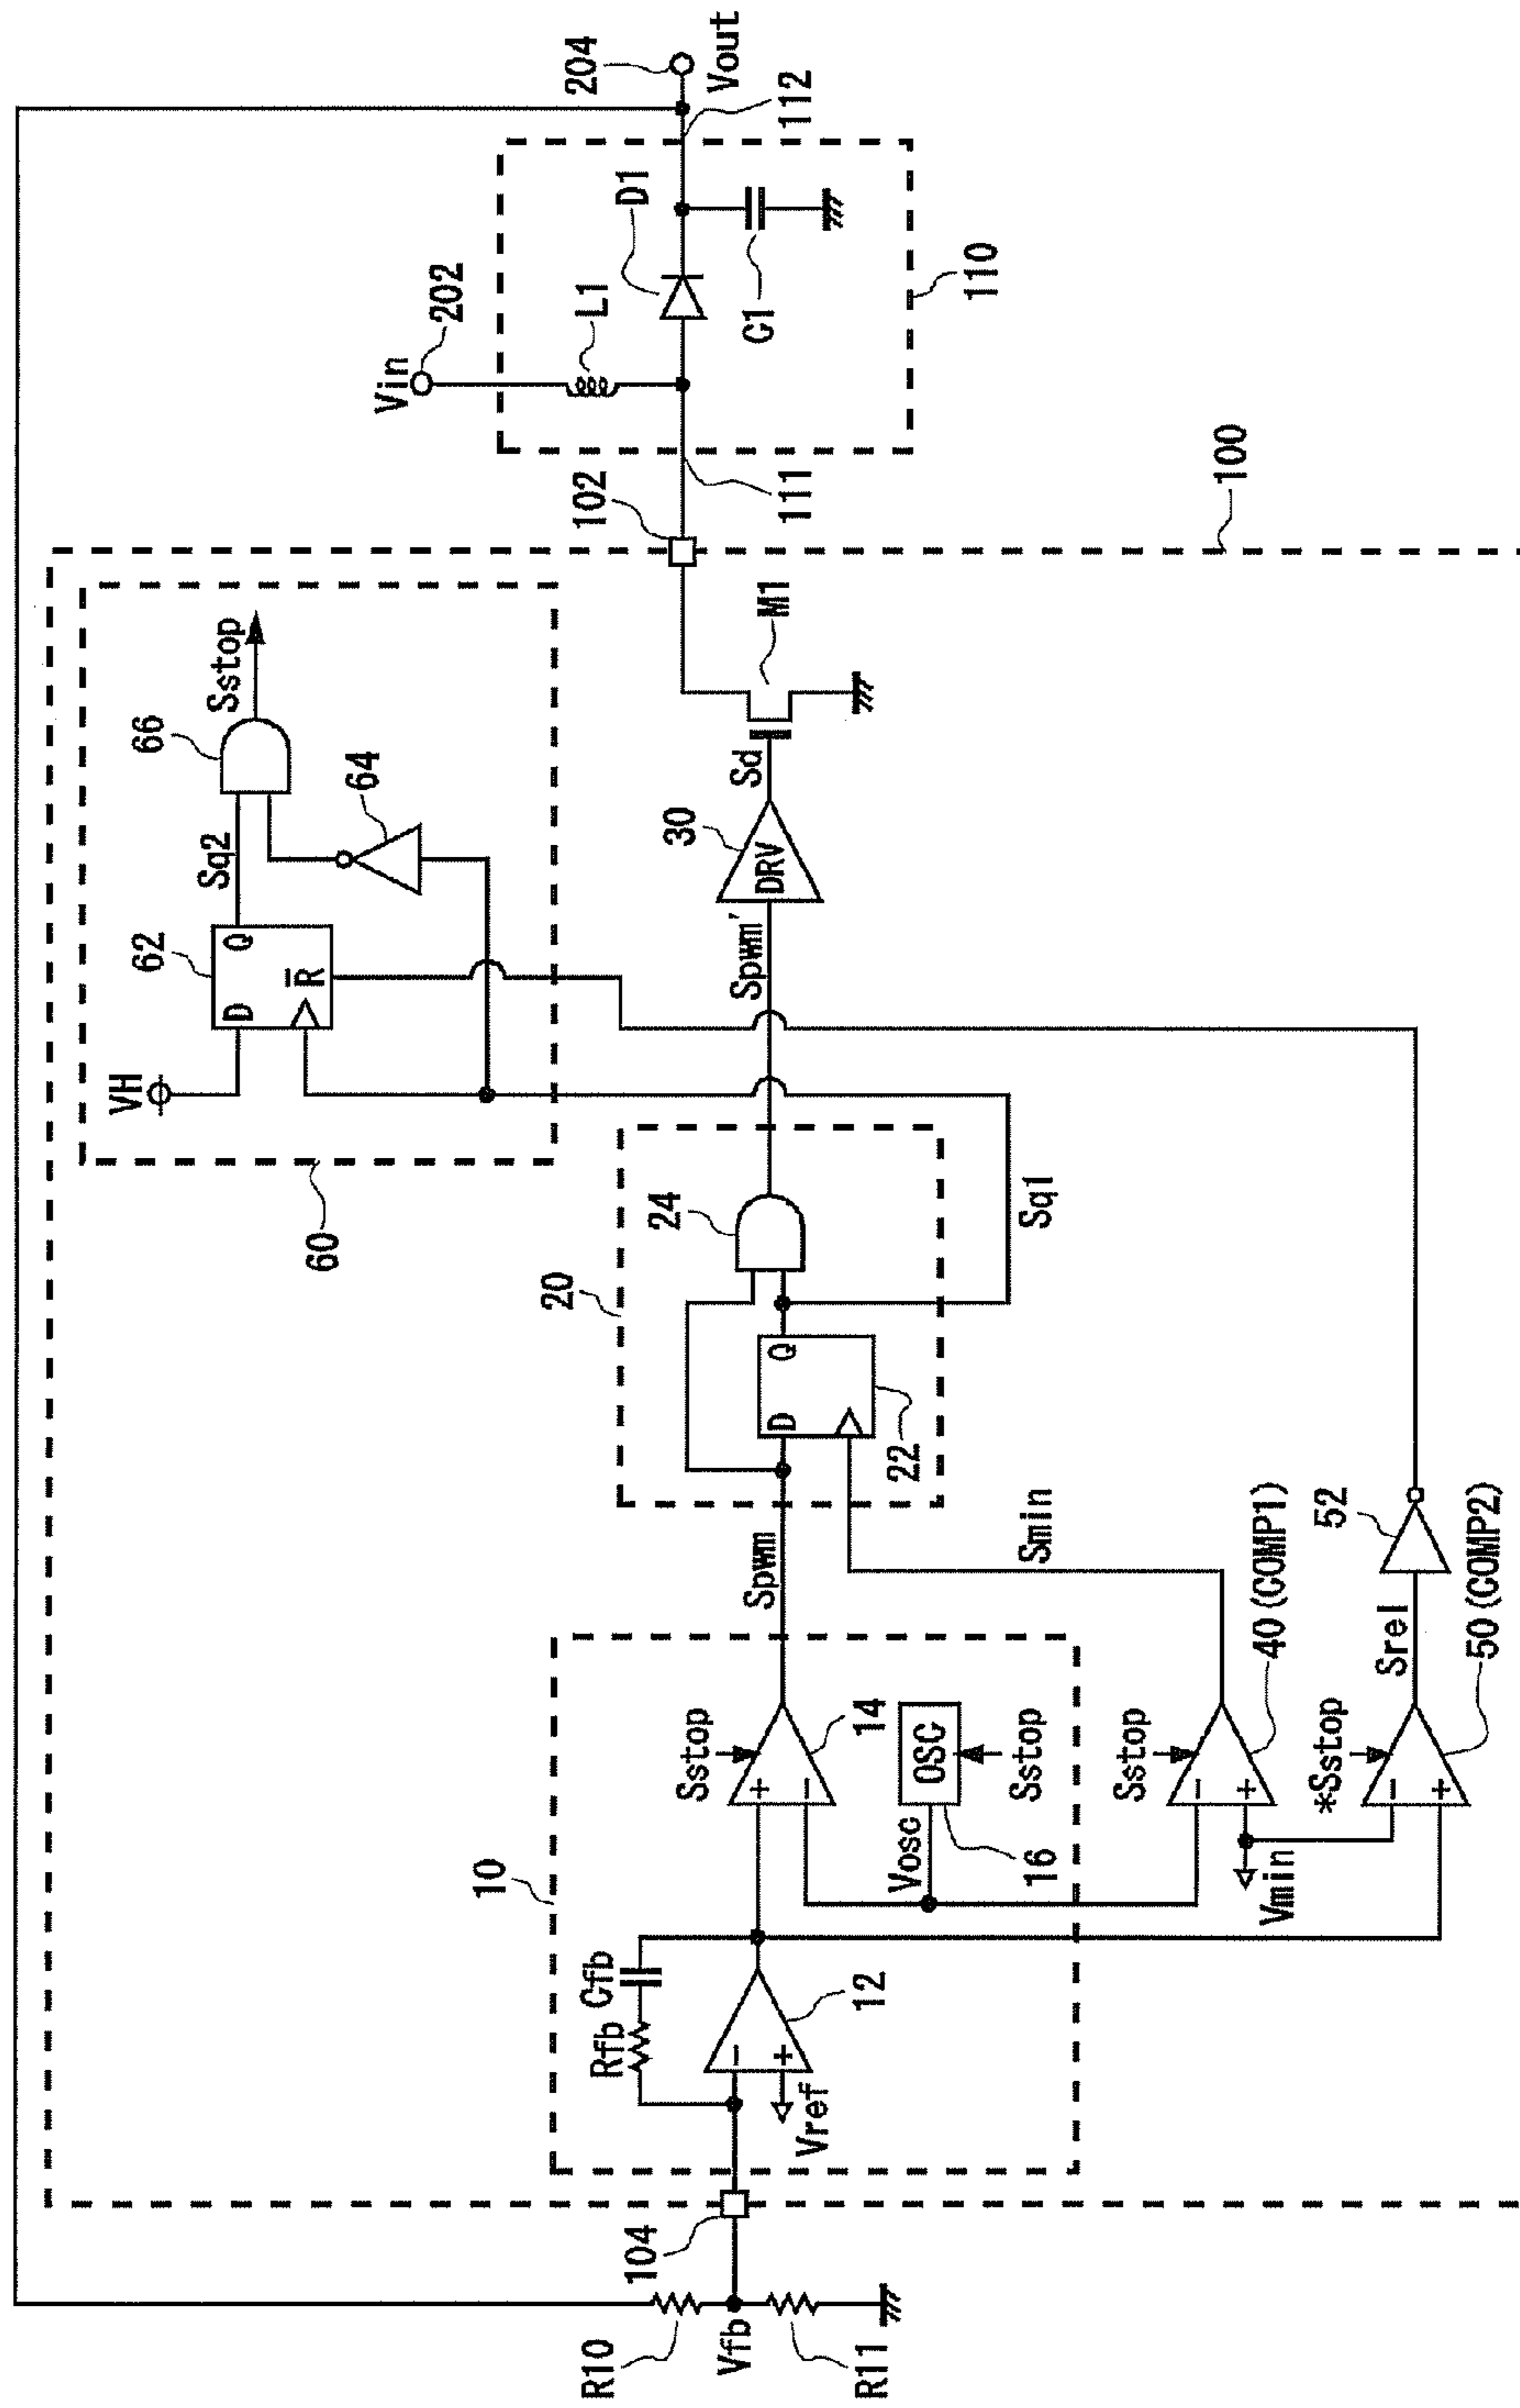 204
Vout
112
D1
Vin
202
L1
C1
110
102
111
100
Sstop
66
64
Sq2
62
D
Q
R̅
VH
60
M1
Sd
30
DRV
Spwm'
24
20
Sq1
D
Q
22
Spwm
Smin
52
40(COMP1)
50(COMP2)
Srel
10
Sstop
+
−
14
OSC
Sstop
Vosc
16
Sstop
−
+
Vmin
*Sstop
−
+
Rfb
Cfb
12
−
+
Vref
104
R10
Vfb
R11